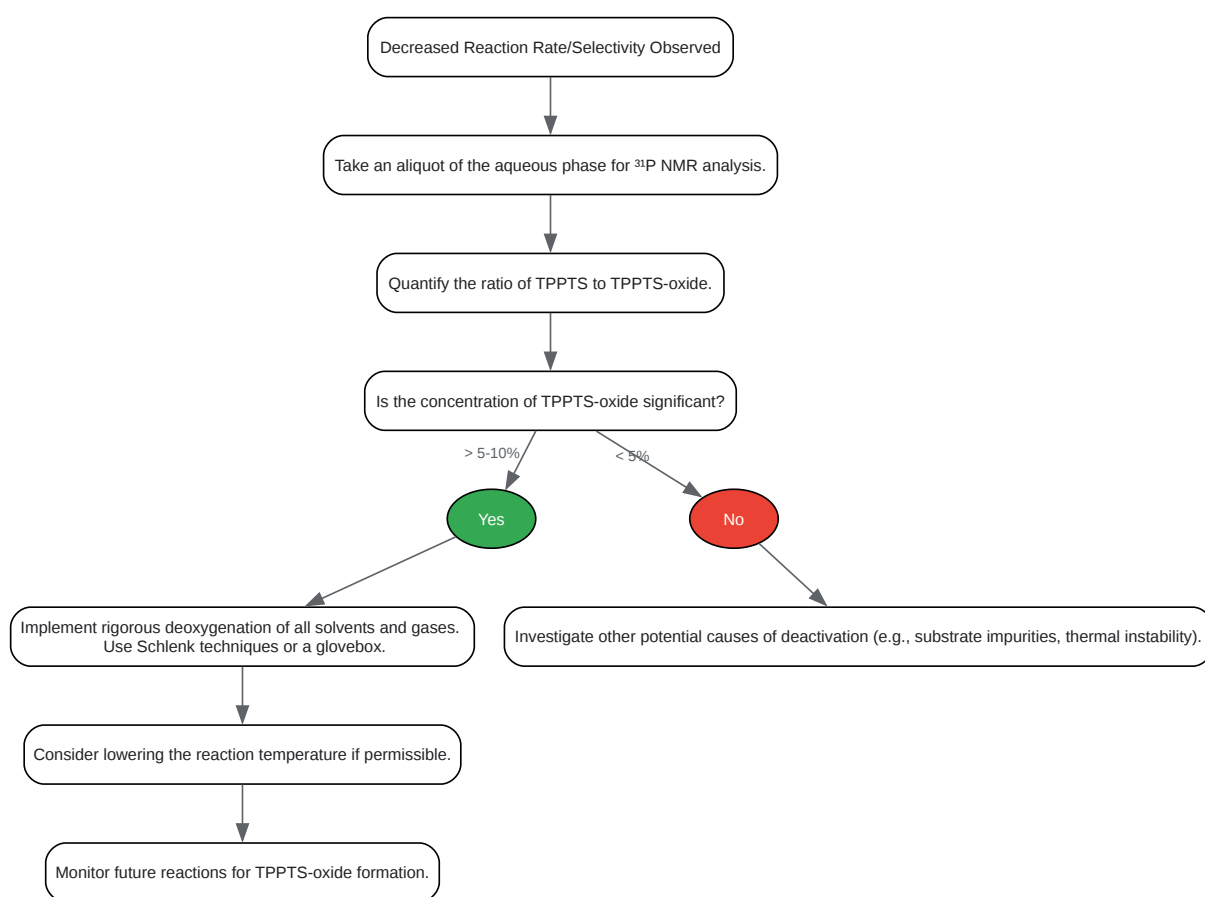 Decreased Reaction Rate/Selectivity Observed
Take an aliquot of the aqueous phase for ³¹P NMR analysis.
Quantify the ratio of TPPTS to TPPTS-oxide.
Is the concentration of TPPTS-oxide significant?
> 5-10%
< 5%
Yes
No
Implement rigorous deoxygenation of all solvents and gases.
Use Schlenk techniques or a glovebox.
Investigate other potential causes of deactivation (e.g., substrate impurities, thermal instability).
Consider lowering the reaction temperature if permissible.
Monitor future reactions for TPPTS-oxide formation.